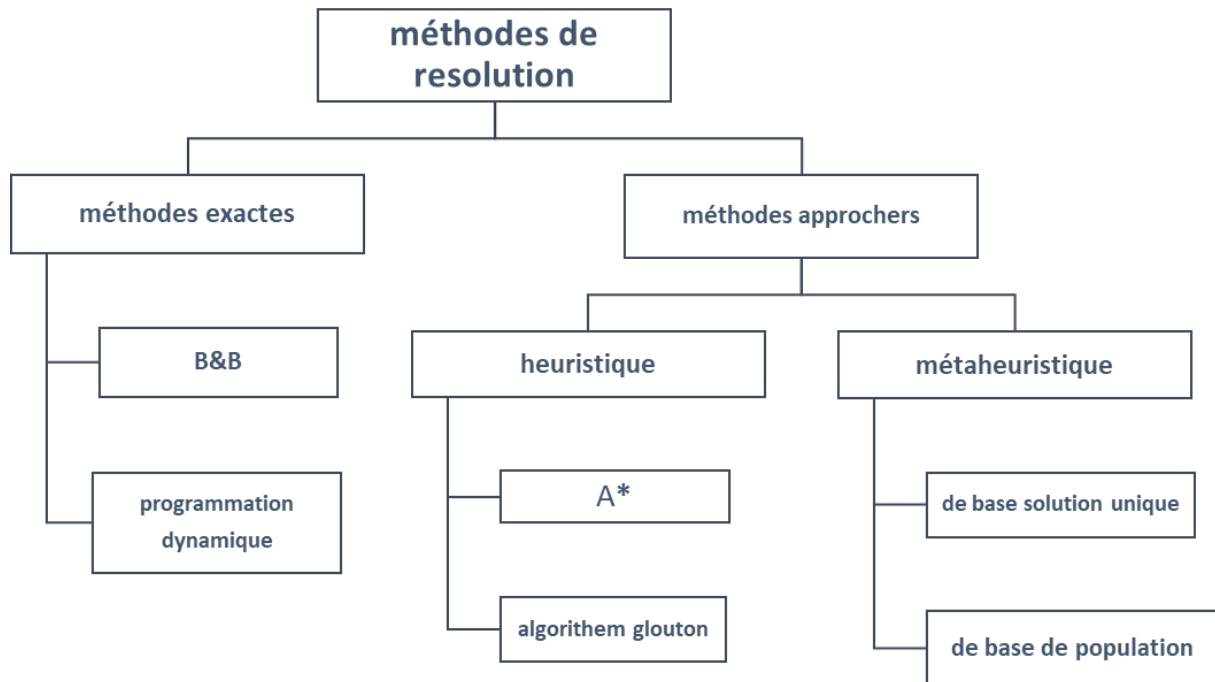 méthodes de
resolution
méthodes exactes
méthodes approchers
B&B
heuristique
métaheuristique
programmation
dynamique
A*
de base solution unique
algorithem glouton
de base de population